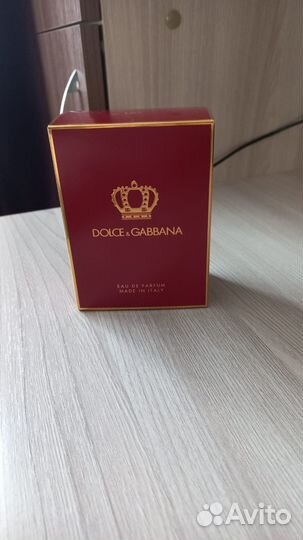 DOLCE & GABBANA
EAU DE PARFUM
MADE IN ITALY
Avito